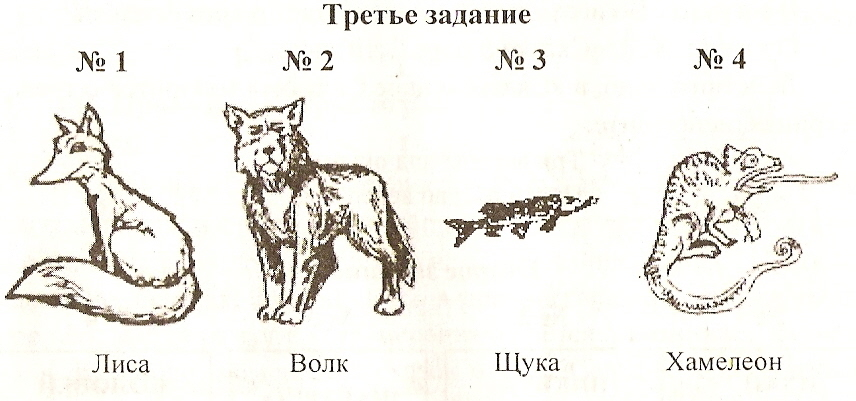 Третье задание
№ 1 № 2 № 3 № 4
Лиса Волк Щука Хамелеон